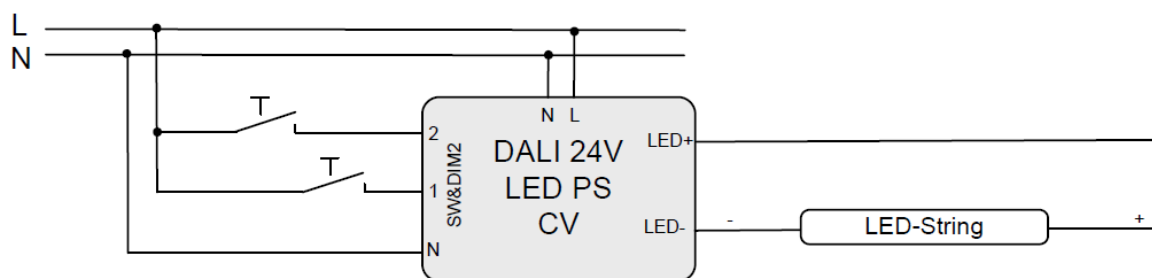 L
N
T
T
2
1
N
SW&DIM2
N L
DALI 24V
LED PS
CV
LED+
LED-
-
LED-String
+